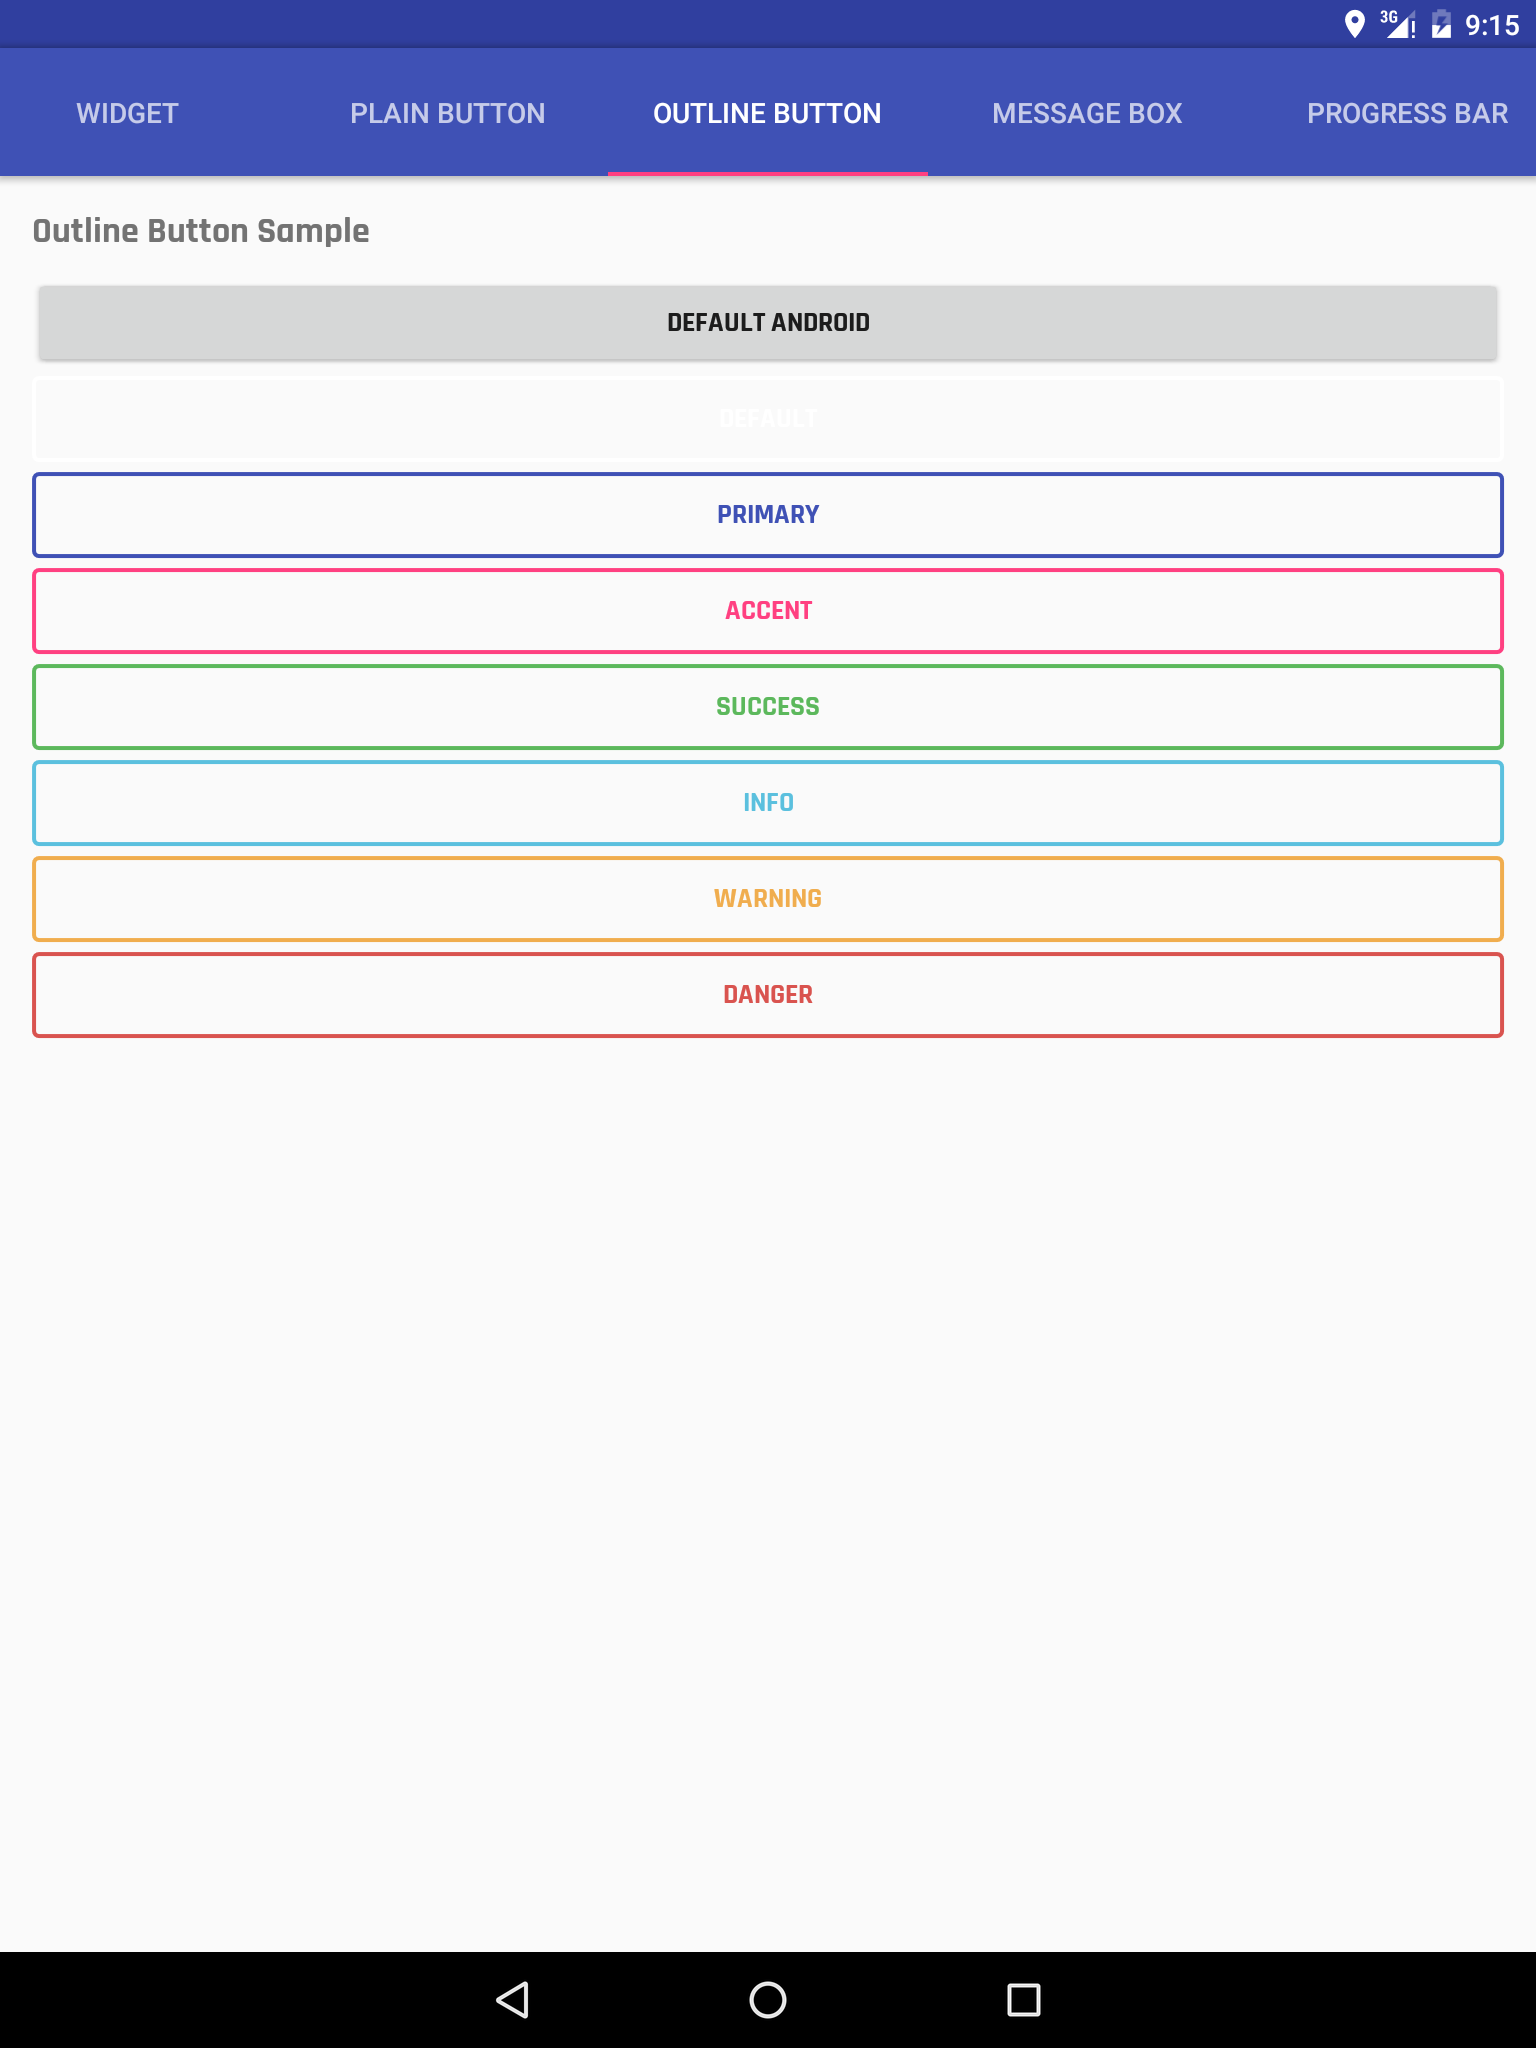 3G 9:15
WIDGET PLAIN BUTTON OUTLINE BUTTON MESSAGE BOX PROGRESS BAR
Outline Button Sample
DEFAULT ANDROID
DEFAULT
PRIMARY
ACCENT
SUCCESS
INFO
WARNING
DANGER